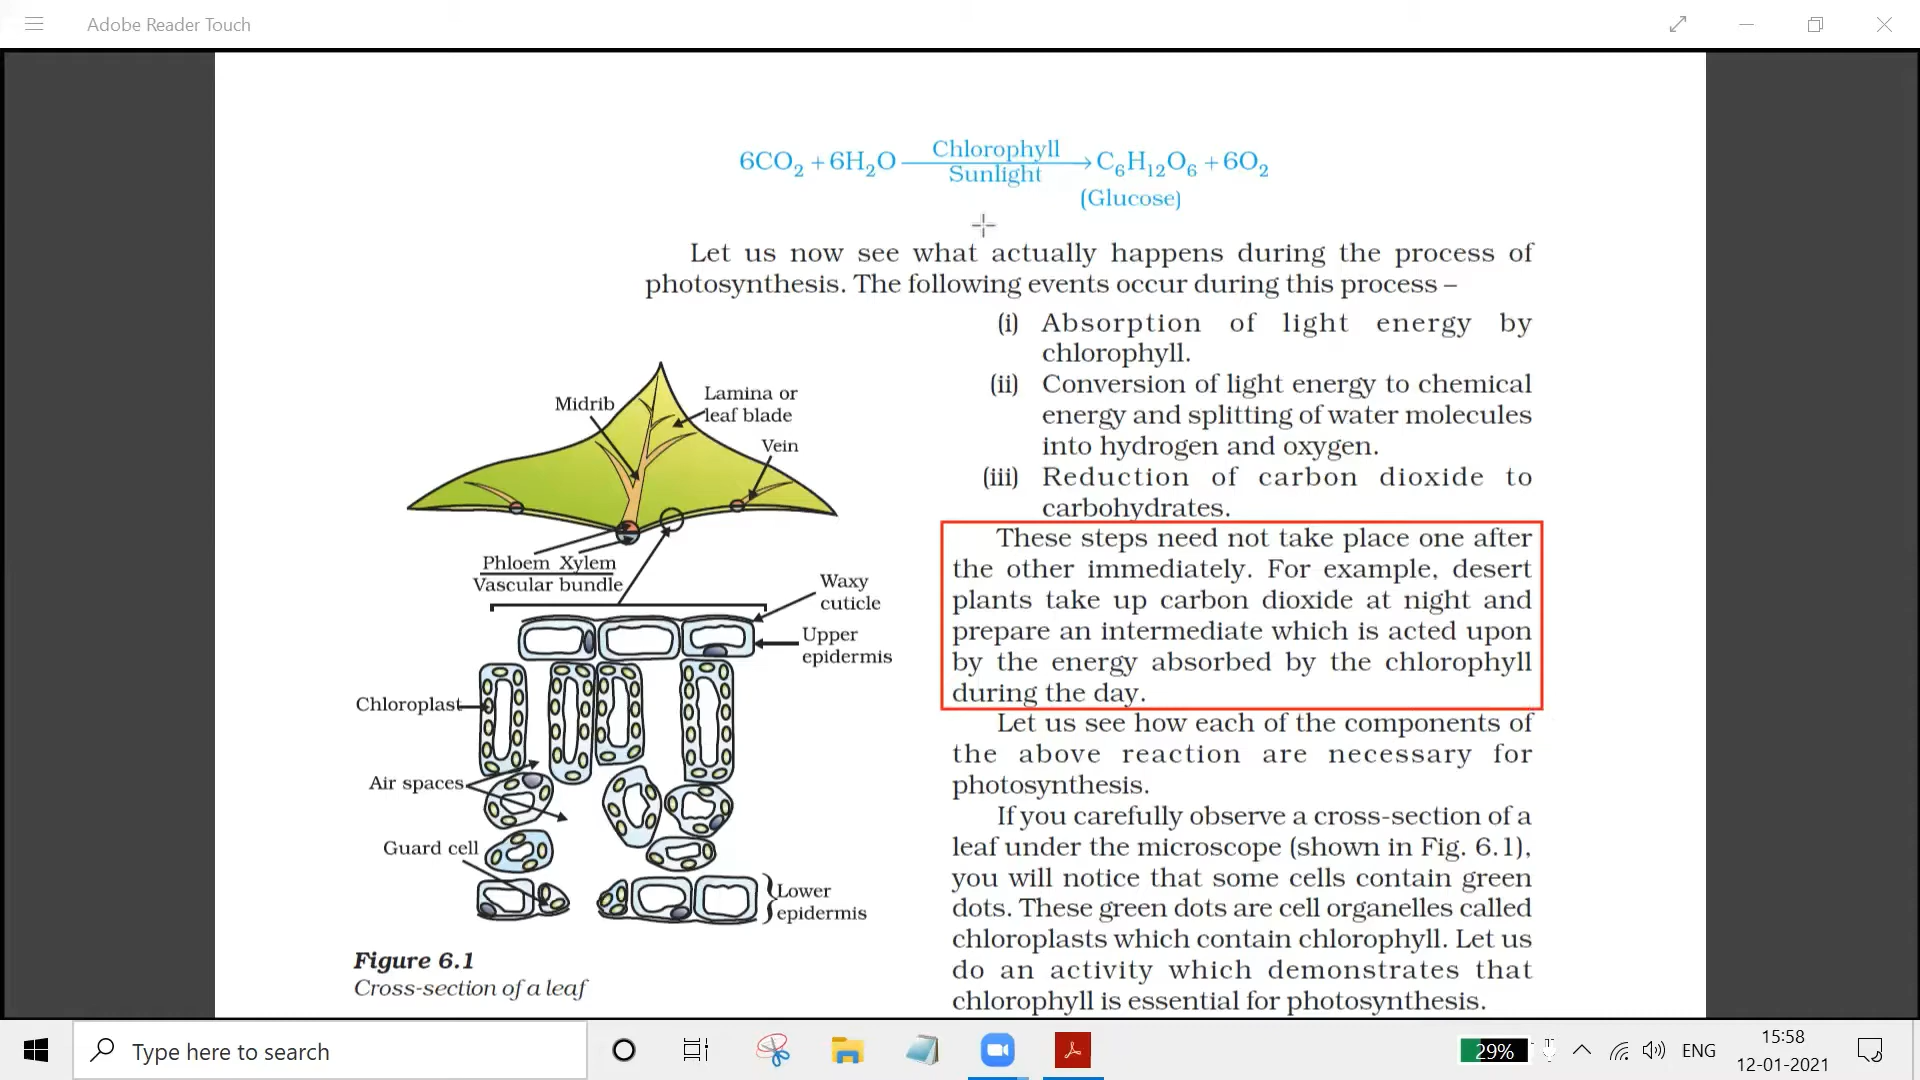 Adobe Reader Touch
6CO₂ + 6H₂O Chlorophyll Sunlight → C₆H₁₂O₆ + 6O₂
(Glucose)
Let us now see what actually happens during the process of
photosynthesis. The following events occur during this process –
(i) Absorption of light energy by
chlorophyll.
(ii) Conversion of light energy to chemical
energy and splitting of water molecules
into hydrogen and oxygen.
(iii) Reduction of carbon dioxide to
carbohydrates.
These steps need not take place one after
the other immediately. For example, desert
plants take up carbon dioxide at night and
prepare an intermediate which is acted upon
by the energy absorbed by the chlorophyll
during the day.
Let us see how each of the components of
the above reaction are necessary for
photosynthesis.
If you carefully observe a cross-section of a
leaf under the microscope (shown in Fig. 6.1),
you will notice that some cells contain green
dots. These green dots are cell organelles called
chloroplasts which contain chlorophyll. Let us
do an activity which demonstrates that
chlorophyll is essential for photosynthesis.
Midrib
Lamina or
leaf blade
Vein
Phloem Xylem
Vascular bundle
Waxy
cuticle
Upper
epidermis
Chloroplast
Air spaces
Guard cell
Lower
epidermis
Figure 6.1
Cross-section of a leaf
Type here to search
29%
ENG
15:58
12-01-2021